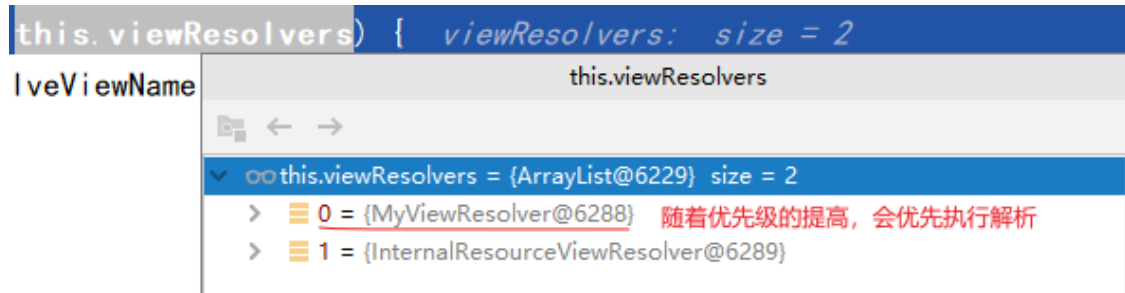 this.viewResolvers) {  viewResolvers:  size = 2
lveViewName
this.viewResolvers
this.viewResolvers = {ArrayList@6229}  size = 2
0 = {MyViewResolver@6288}  随着优先级的提高，会优先执行解析
1 = {InternalResourceViewResolver@6289}